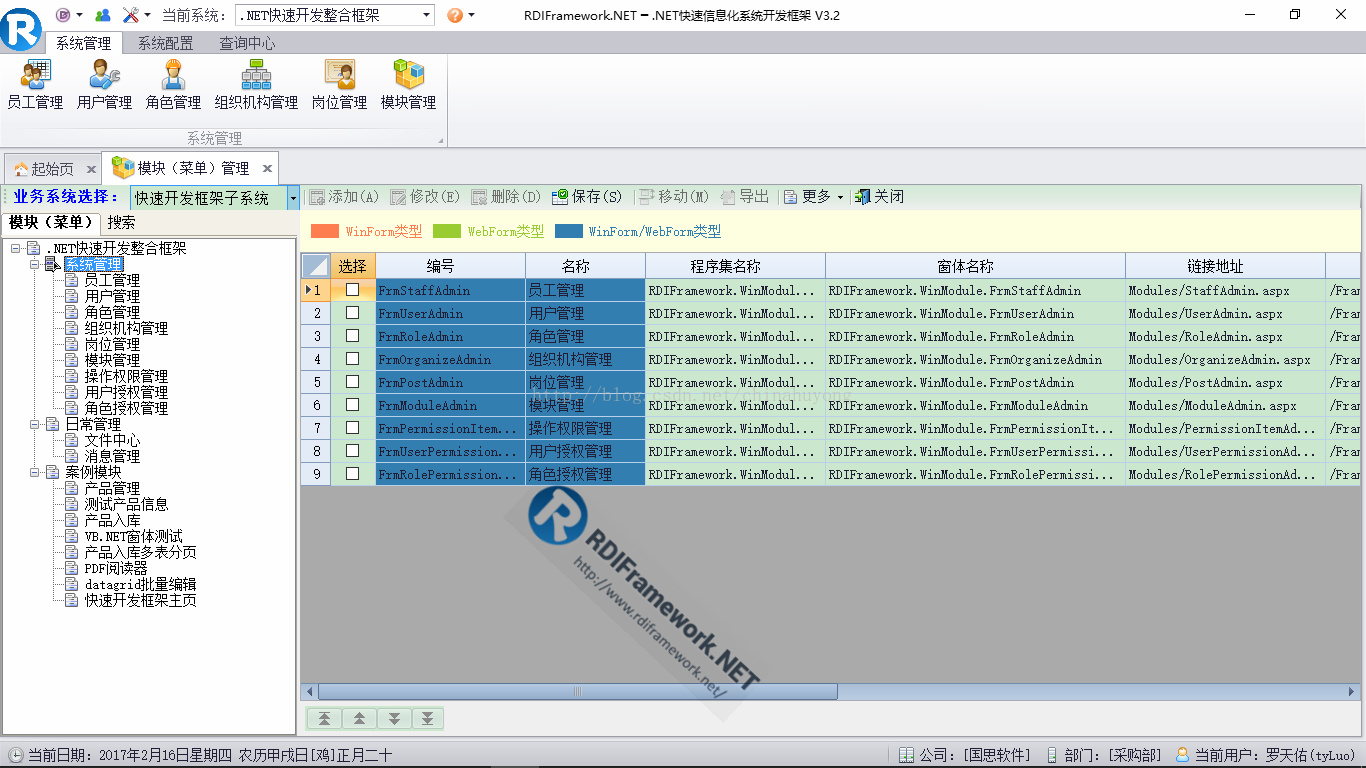 当前系统: .NET快速开发整合框架 RDIFramework.NET - .NET快速信息化系统开发框架 V3.2
系统管理 系统配置 查询中心
员工管理 用户管理 角色管理 组织机构管理 岗位管理 模块管理
系统管理
起始页 模块（菜单）管理
业务系统选择: 快速开发框架子系统 添加(A) 修改(E) 删除(D) 保存(S) 移动(M) 导出 更多 关闭
模块（菜单） 搜索
WinForm类型 WebForm类型 WinForm/WebForm类型
.NET快速开发整合框架
系统管理
员工管理
用户管理
角色管理
组织机构管理
岗位管理
模块管理
操作权限管理
用户授权管理
角色授权管理
日常管理
文件中心
消息管理
案例模块
产品管理
测试产品信息
产品入库
VB.NET窗体测试
产品入库多表分页
PDF阅读器
datagrid批量编辑
快速开发框架主页
选择 编号 名称 程序集名称 窗体名称 链接地址
1 FrmStaffAdmin 员工管理 RDIFramework.WinModul... RDIFramework.WinModule.FrmStaffAdmin Modules/StaffAdmin.aspx /Fran
2 FrmUserAdmin 用户管理 RDIFramework.WinModul... RDIFramework.WinModule.FrmUserAdmin Modules/UserAdmin.aspx /Fran
3 FrmRoleAdmin 角色管理 RDIFramework.WinModul... RDIFramework.WinModule.FrmRoleAdmin Modules/RoleAdmin.aspx /Fran
4 FrmOrganizeAdmin 组织机构管理 RDIFramework.WinModul... RDIFramework.WinModule.FrmOrganizeAdmin Modules/OrganizeAdmin.aspx /Fran
5 FrmPostAdmin 岗位管理 RDIFramework.WinModul... RDIFramework.WinModule.FrmPostAdmin Modules/PostAdmin.aspx /Fran
6 FrmModuleAdmin 模块管理 RDIFramework.WinModul... RDIFramework.WinModule.FrmModuleAdmin Modules/ModuleAdmin.aspx /Fran
7 FrmPermissionItem... 操作权限管理 RDIFramework.WinModul... RDIFramework.WinModule.FrmPermissionIt... Modules/PermissionItemAd... /Fran
8 FrmUserPermission... 用户授权管理 RDIFramework.WinModul... RDIFramework.WinModule.FrmUserPermissi... Modules/UserPermissionAd... /Fran
9 FrmRolePermission... 角色授权管理 RDIFramework.WinModul... RDIFramework.WinModule.FrmRolePermissi... Modules/RolePermissionAd... /Fran
http://blog.csdn.net/chinahuyong
RDIFramework.NET
http://www.rdiframework.net/
当前日期: 2017年2月16日星期四 农历甲戌日[鸡]正月二十 公司: [国思软件] 部门: [采购部] 当前用户: 罗天佑(tyLuo)